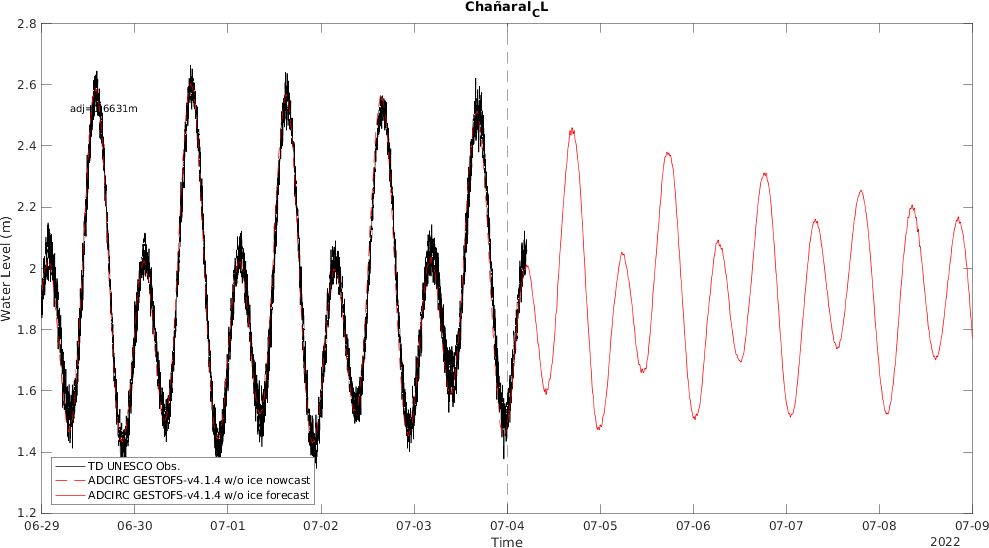 Chañaral_CL
2.8
2.6
2.4
2.2
2
1.8
1.6
1.4
1.2
Water Level (m)
TD UNESCO Obs.
ADCIRC GESTOFS-v4.1.4 w/o ice nowcast
ADCIRC GESTOFS-v4.1.4 w/o ice forecast
06-29 06-30 07-01 07-02 07-03 07-04 07-05 07-06 07-07 07-08 07-09
Time
2022